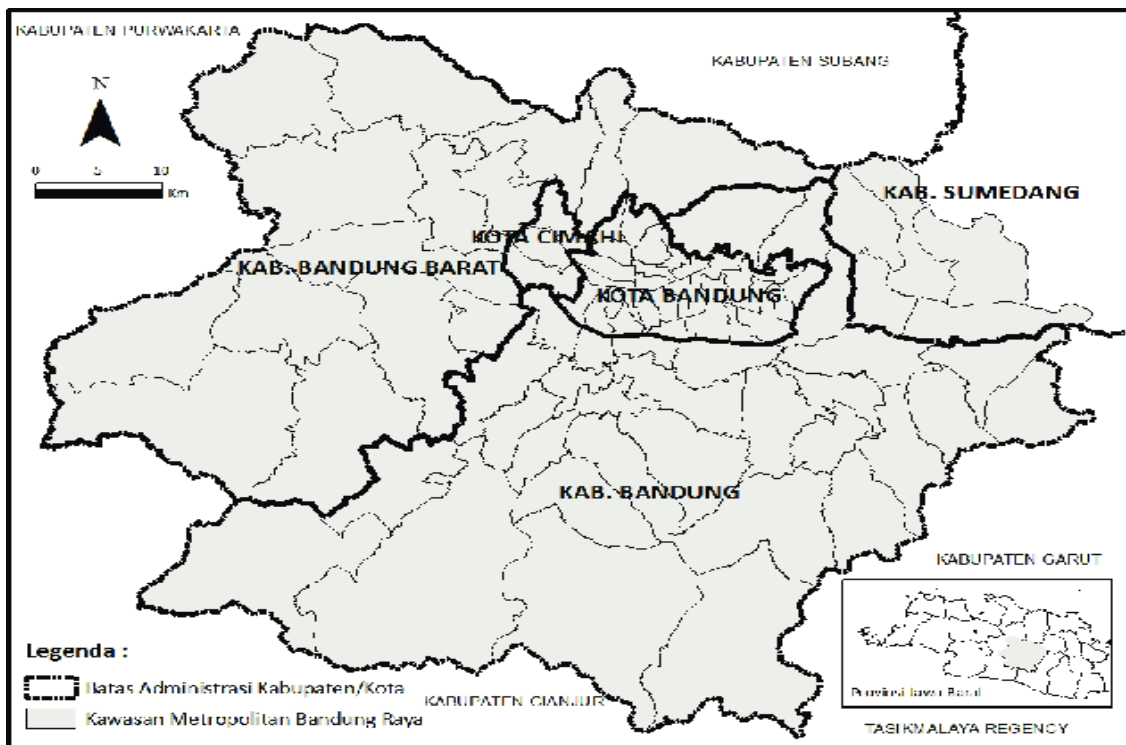 KABUPATEN PURWAKARTA
KABUPATEN SUBANG
N
0 5 10
Km
KAB. SUMEDANG
KOTA CIMAHI
KAB. BANDUNG BARAT
KOTA BANDUNG
KAB. BANDUNG
KABUPATEN GARUT
Legenda :
Batas Administrasi Kabupaten/Kota
Kawasan Metropolitan Bandung Raya
KABUPATEN CIANJUR
Provinsi Jawa Barat
TASIKMALAYA REGENCY